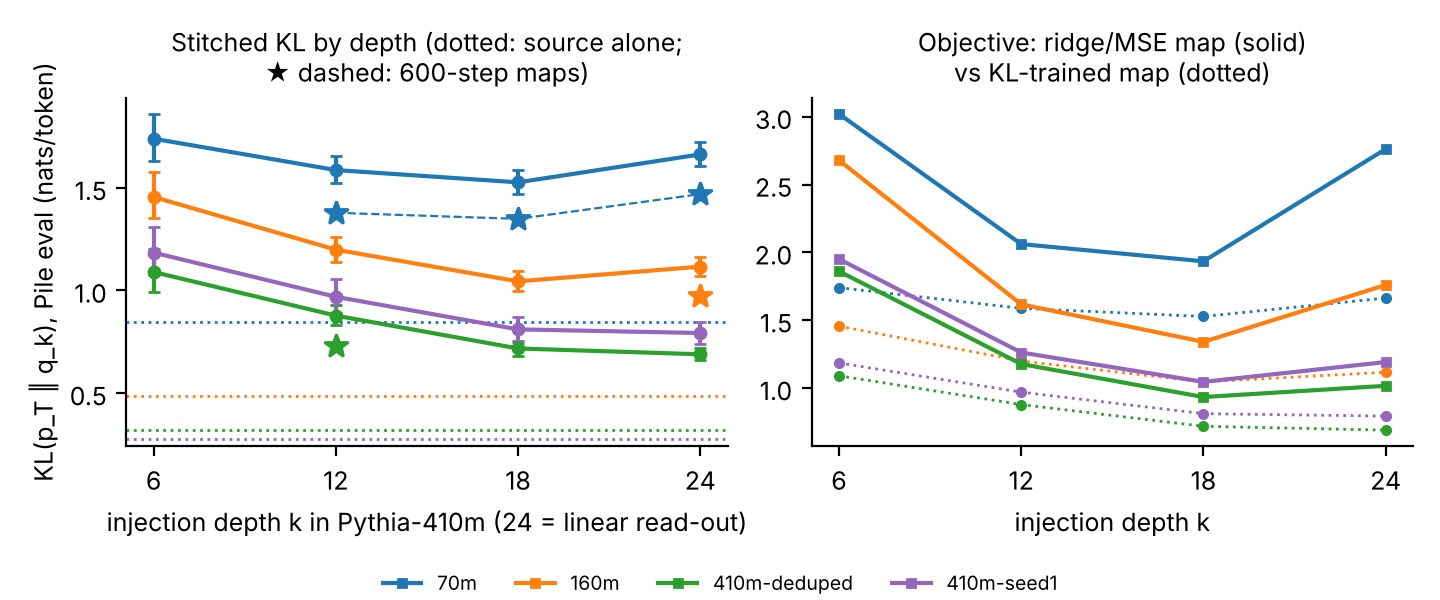 Stitched KL by depth (dotted: source alone;
★ dashed: 600-step maps)
KL(p_T ‖ q_k), Pile eval (nats/token)
1.5
1.0
0.5
6 12 18 24
injection depth k in Pythia-410m (24 = linear read-out)
Objective: ridge/MSE map (solid)
vs KL-trained map (dotted)
3.0
2.5
2.0
1.5
1.0
6 12 18 24
injection depth k
70m 160m 410m-deduped 410m-seed1